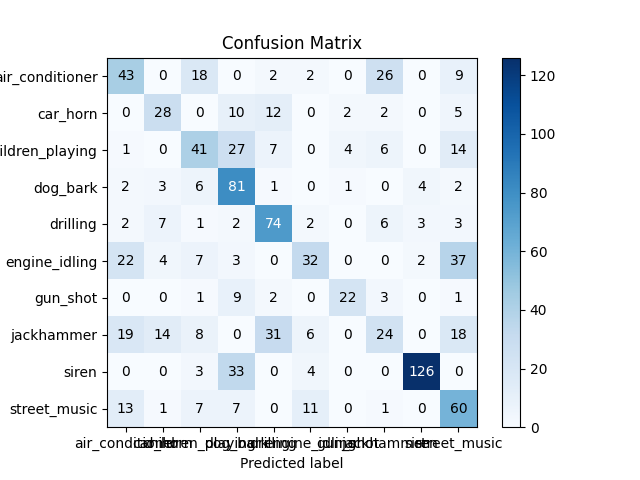 Confusion Matrix
air_conditioner 43 0 18 0 2 2 0 26 0 9
car_horn 0 28 0 10 12 0 2 2 0 5
ildren_playing 1 0 41 27 7 0 4 6 0 14
dog_bark 2 3 6 81 1 0 1 0 4 2
drilling 2 7 1 2 74 2 0 6 3 3
engine_idling 22 4 7 3 0 32 0 0 2 37
gun_shot 0 0 1 9 2 0 22 3 0 1
jackhammer 19 14 8 0 31 6 0 24 0 18
siren 0 0 3 33 0 4 0 0 126 0
street_music 13 1 7 7 0 11 0 1 0 60
street_music
Predicted label
120
100
80
60
40
20
0